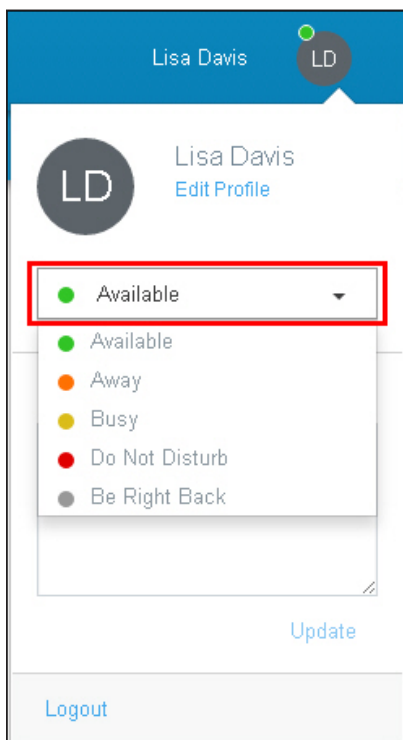 Lisa Davis LD
LD Lisa Davis
Edit Profile
Available
Available
Away
Busy
Do Not Disturb
Be Right Back
Update
Logout